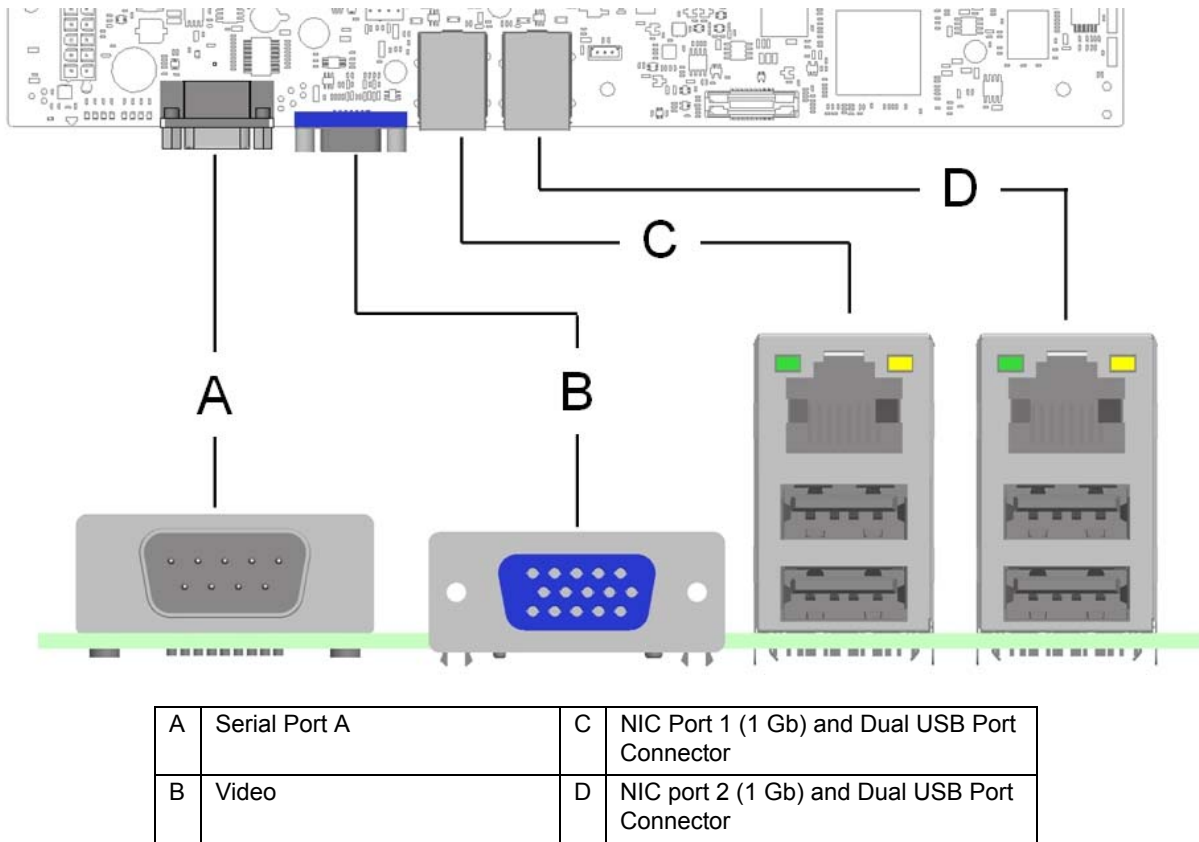 D
C
A
B
A Serial Port A C NIC Port 1 (1 Gb) and Dual USB Port
Connector
B Video D NIC port 2 (1 Gb) and Dual USB Port
Connector